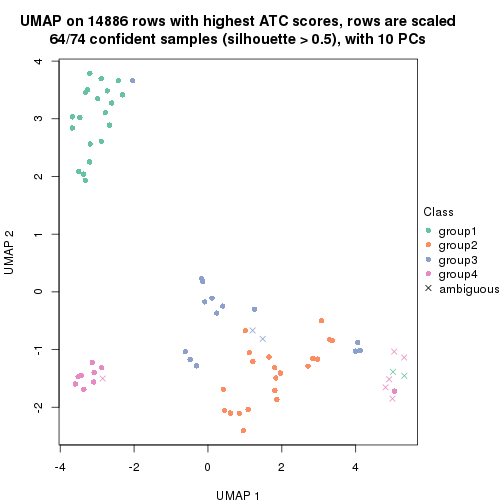 UMAP on 14886 rows with highest ATC scores, rows are scaled
64/74 confident samples (silhouette > 0.5), with 10 PCs
4
3
2
1
0
-1
-2
UMAP 2
-4
-2
0
2
4
UMAP 1
Class
group1
group2
group3
group4
ambiguous